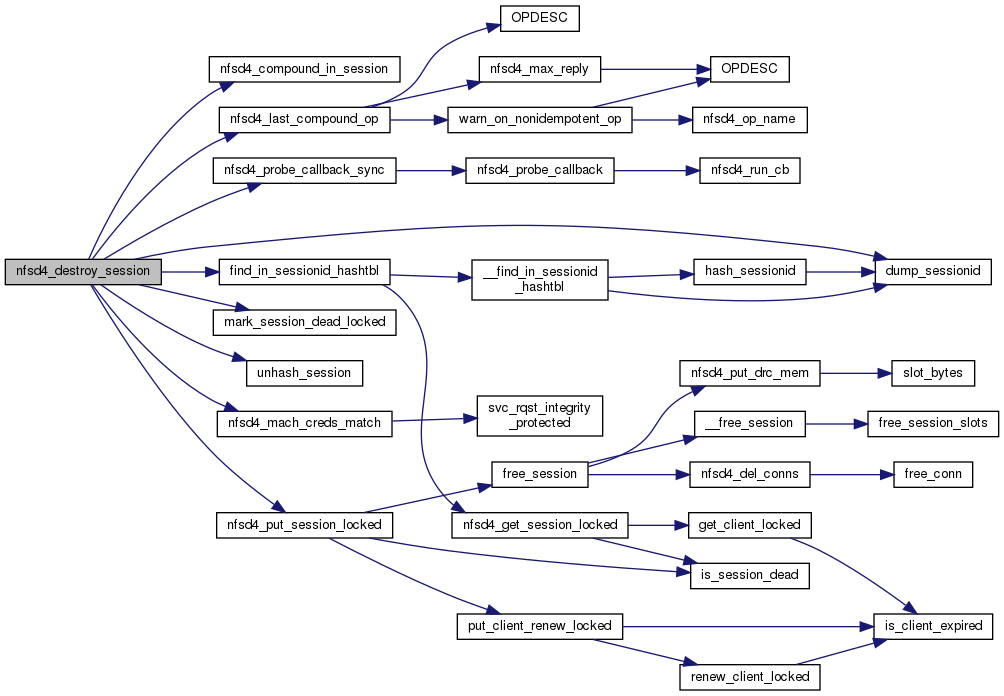 OPDESC
nfsd4_compound_in_session
nfsd4_max_reply
OPDESC
nfsd4_last_compound_op
warn_on_nonidempotent_op
nfsd4_op_name
nfsd4_probe_callback_sync
nfsd4_probe_callback
nfsd4_run_cb
nfsd4_destroy_session
find_in_sessionid_hashtbl
__find_in_sessionid
_hashtbl
hash_sessionid
dump_sessionid
mark_session_dead_locked
unhash_session
nfsd4_put_drc_mem
slot_bytes
nfsd4_mach_creds_match
svc_rqst_integrity
_protected
__free_session
free_session_slots
free_session
nfsd4_del_conns
free_conn
nfsd4_put_session_locked
nfsd4_get_session_locked
get_client_locked
is_session_dead
put_client_renew_locked
is_client_expired
renew_client_locked